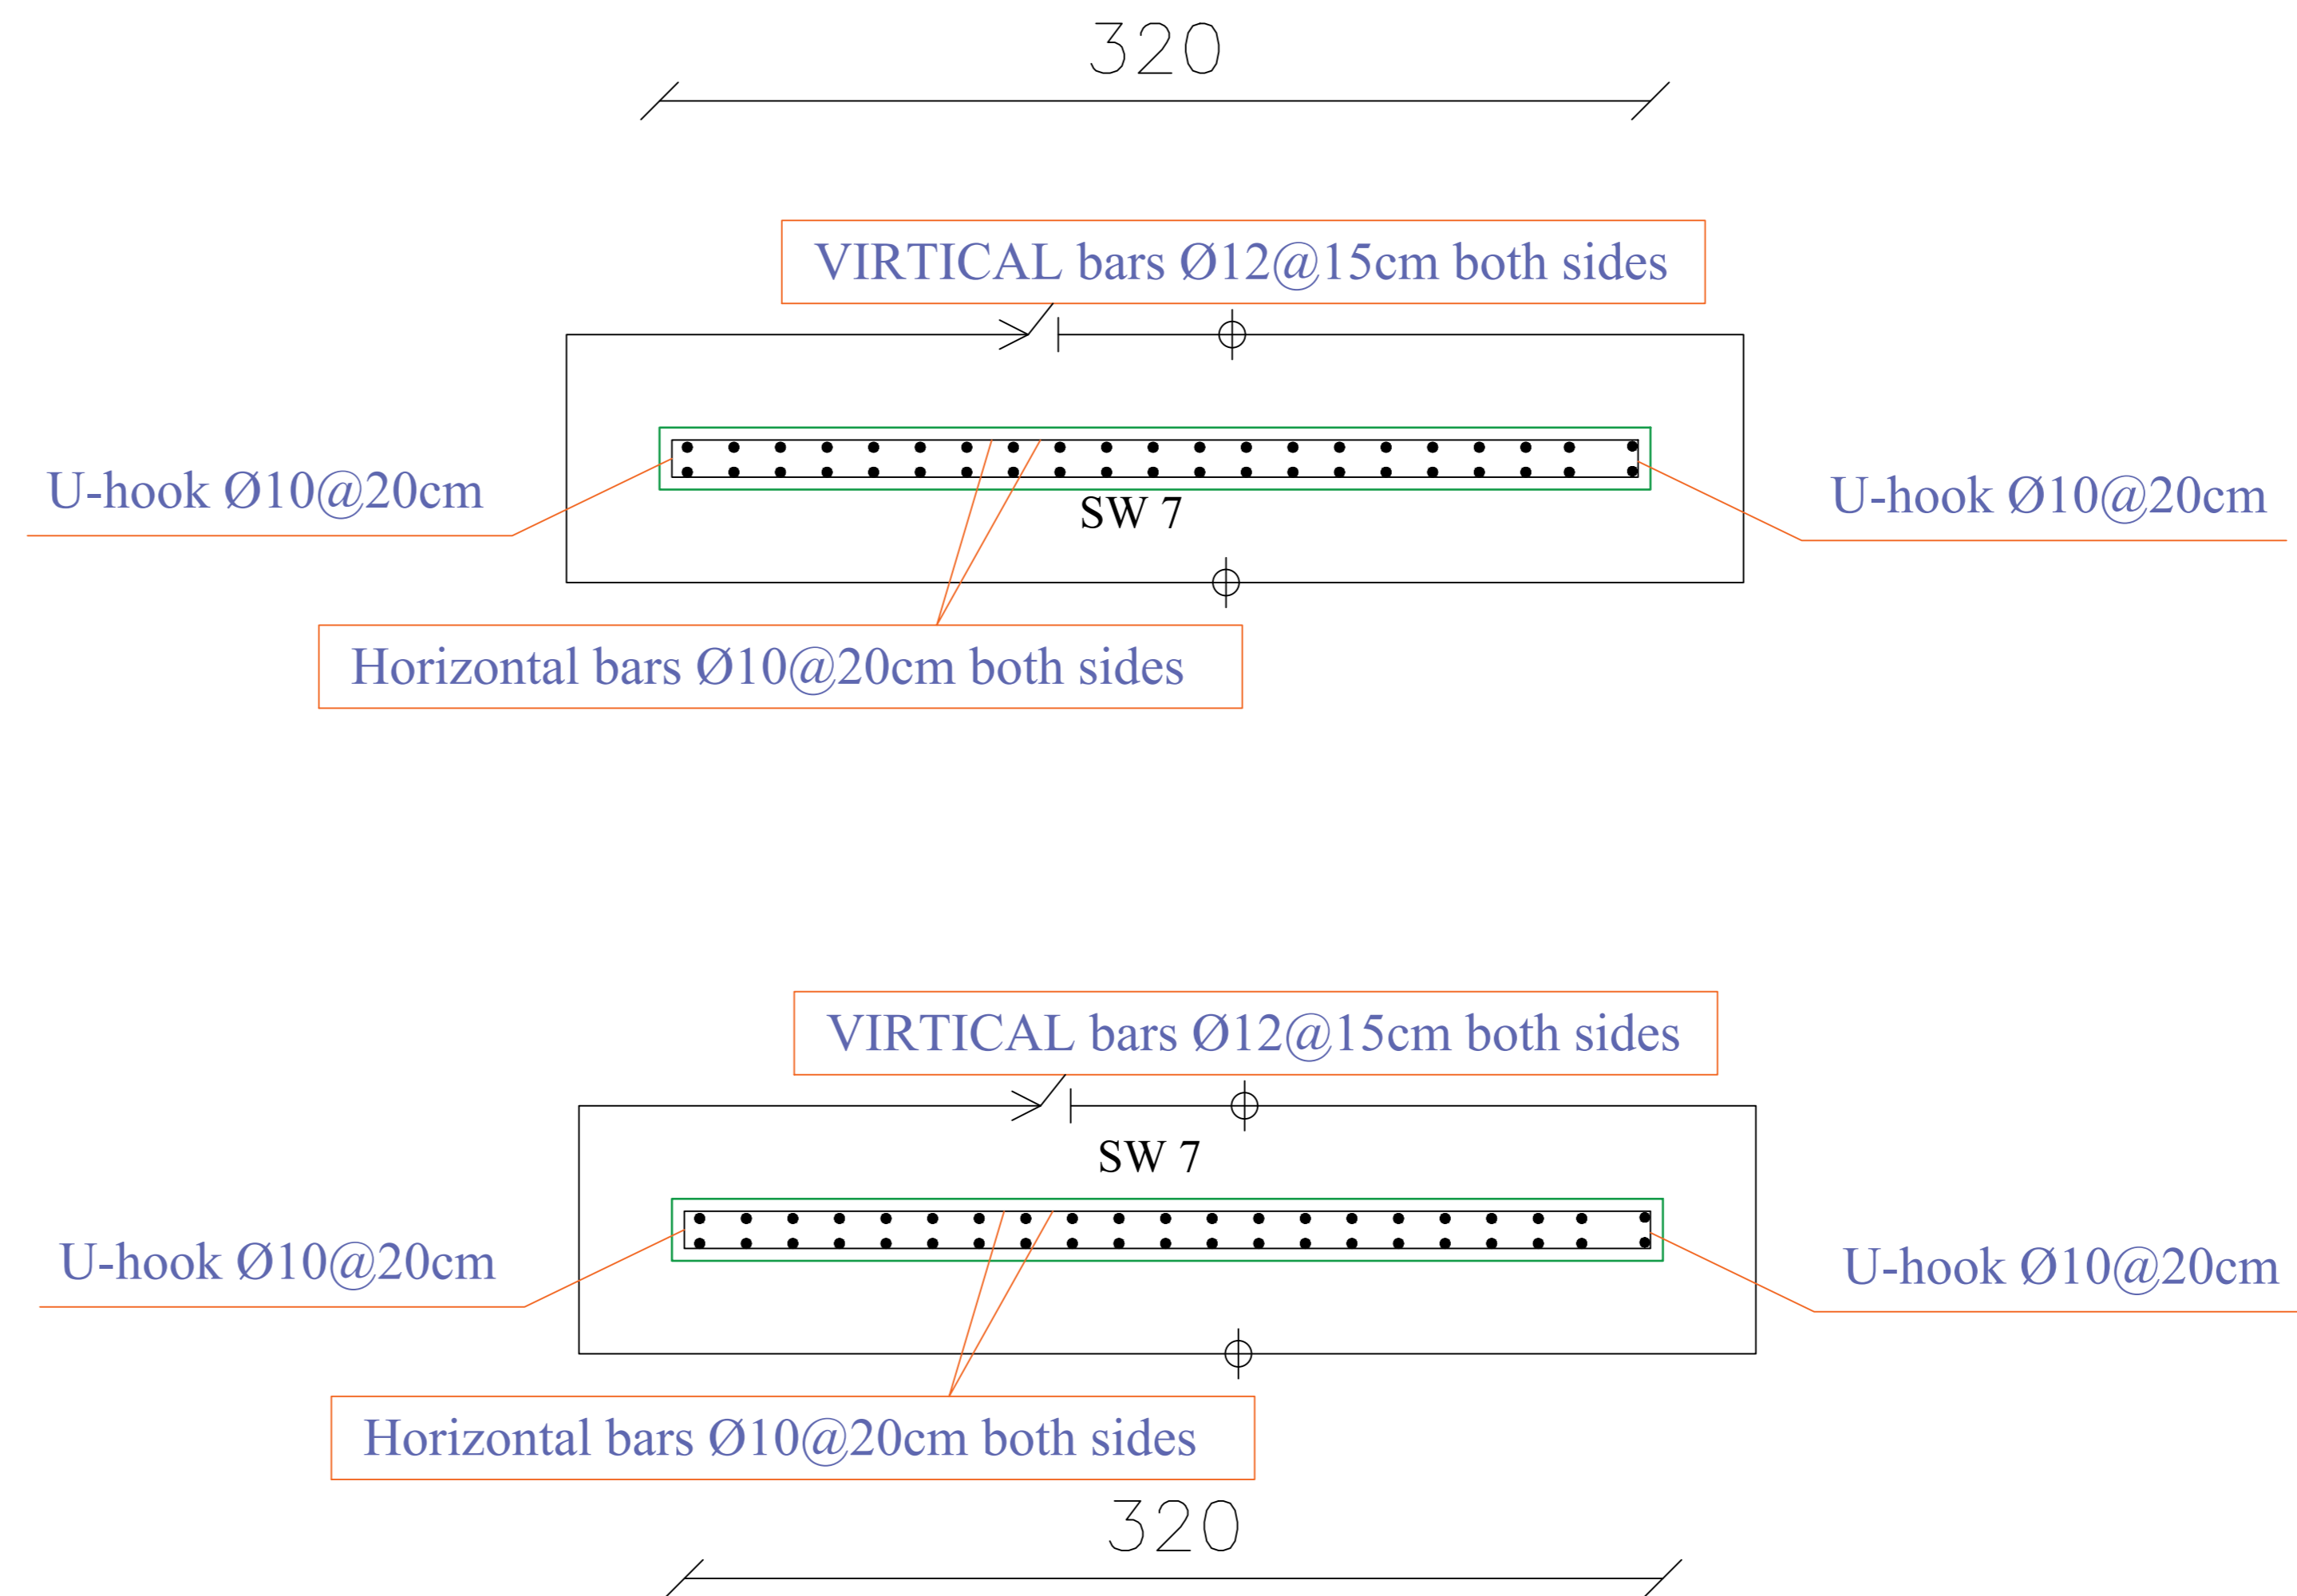 320
VIRTICAL bars Ø12@15cm both sides
U-hook Ø10@20cm
U-hook Ø10@20cm
SW 7
Horizontal bars Ø10@20cm both sides
VIRTICAL bars Ø12@15cm both sides
SW 7
U-hook Ø10@20cm
U-hook Ø10@20cm
Horizontal bars Ø10@20cm both sides
320